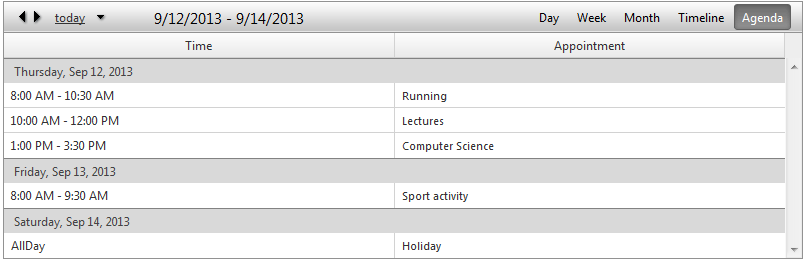 today 9/12/2013 - 9/14/2013 Day Week Month Timeline Agenda
Time Appointment
Thursday, Sep 12, 2013
8:00 AM - 10:30 AM Running
10:00 AM - 12:00 PM Lectures
1:00 PM - 3:30 PM Computer Science
Friday, Sep 13, 2013
8:00 AM - 9:30 AM Sport activity
Saturday, Sep 14, 2013
AllDay Holiday